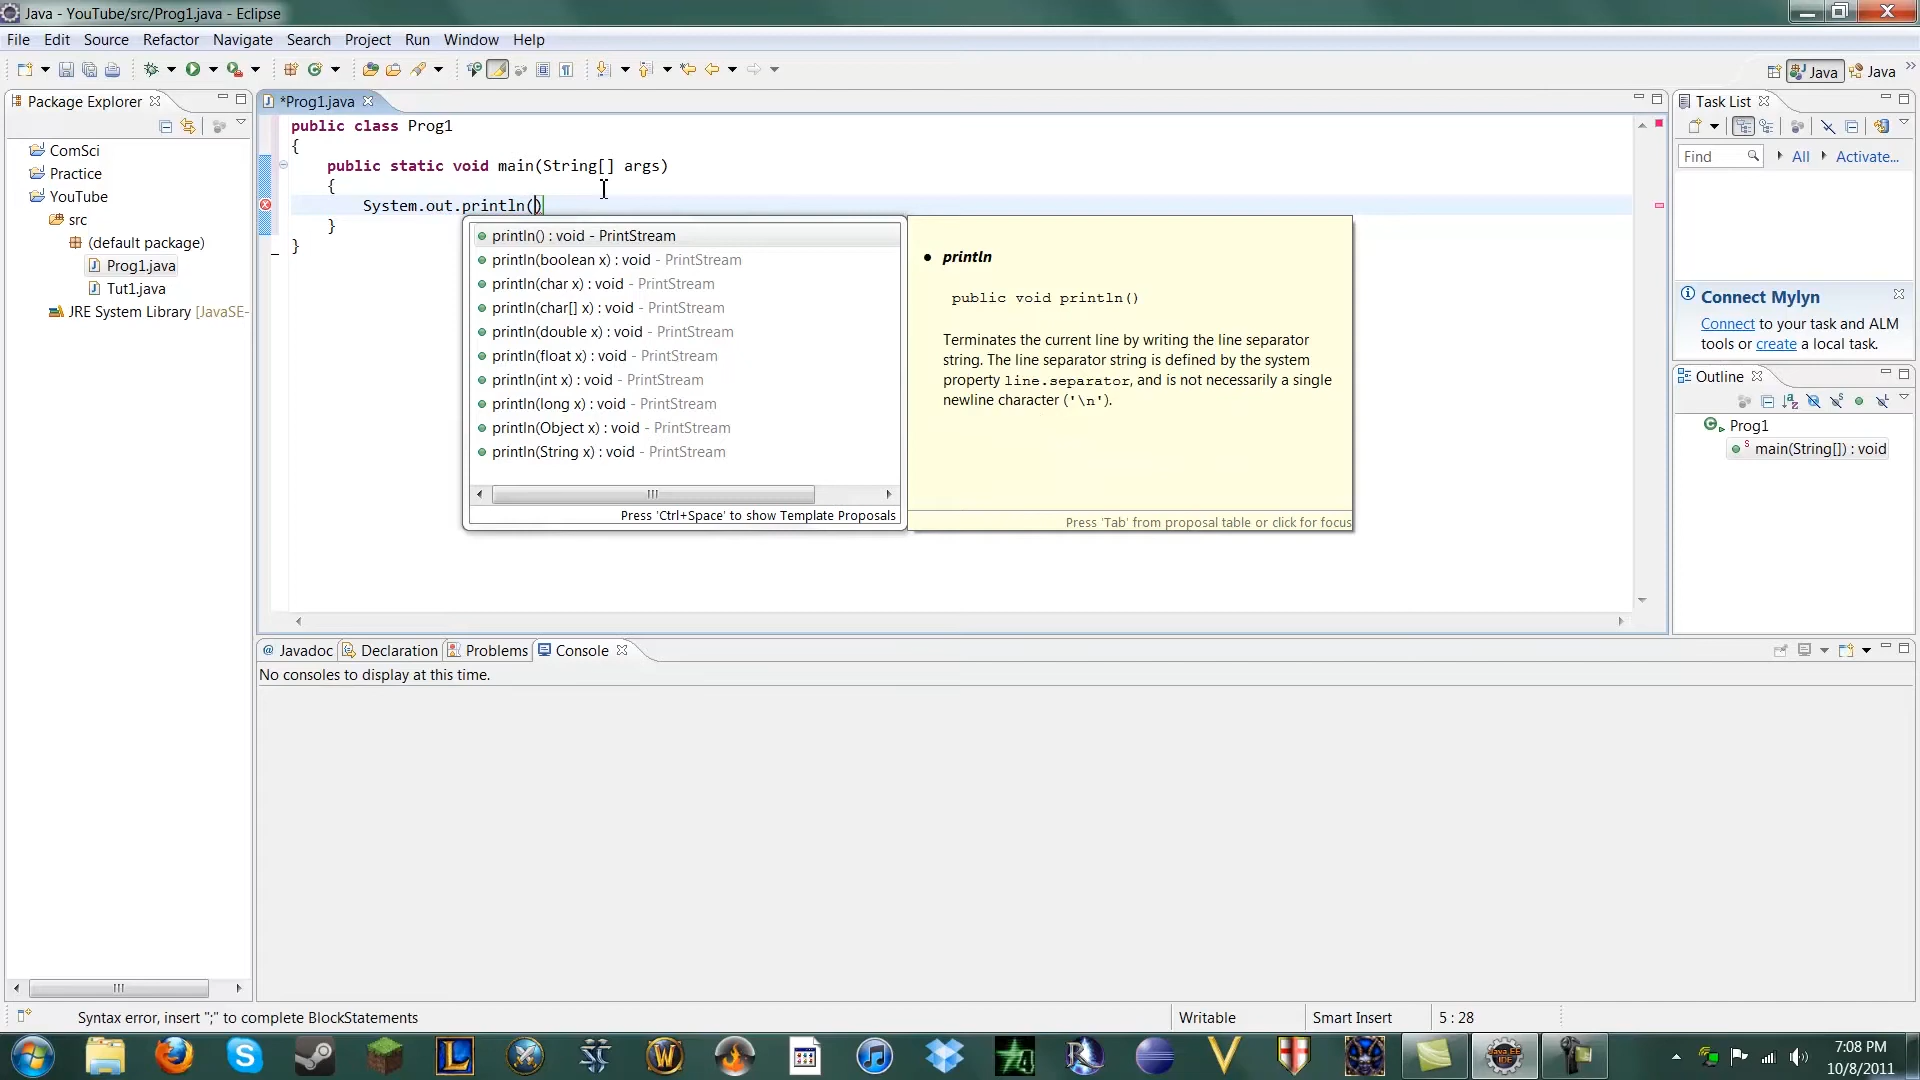 Java - YouTube/src/Prog1.java - Eclipse
File Edit Source Refactor Navigate Search Project Run Window Help
Java Java
Package Explorer
*Prog1.java
Task List
ComSci
Practice
YouTube
src
(default package)
Prog1.java
Tut1.java
JRE System Library [JavaSE-
public class Prog1
{
public static void main(String[] args)
{
System.out.println()
}
}
println() : void - PrintStream
println(boolean x) : void - PrintStream
println(char x) : void - PrintStream
println(char[] x) : void - PrintStream
println(double x) : void - PrintStream
println(float x) : void - PrintStream
println(int x) : void - PrintStream
println(long x) : void - PrintStream
println(Object x) : void - PrintStream
println(String x) : void - PrintStream
Press 'Ctrl+Space' to show Template Proposals
println
public void println()
Terminates the current line by writing the line separator
string. The line separator string is defined by the system
property line.separator, and is not necessarily a single
newline character ('\n').
Press 'Tab' from proposal table or click for focus
Find All Activate...
Connect Mylyn
Connect to your task and ALM
tools or create a local task.
Outline
Prog1
main(String[]) : void
@ Javadoc Declaration Problems Console
No consoles to display at this time.
Syntax error, insert ";" to complete BlockStatements
Writable Smart Insert 5 : 28
7:08 PM
10/8/2011